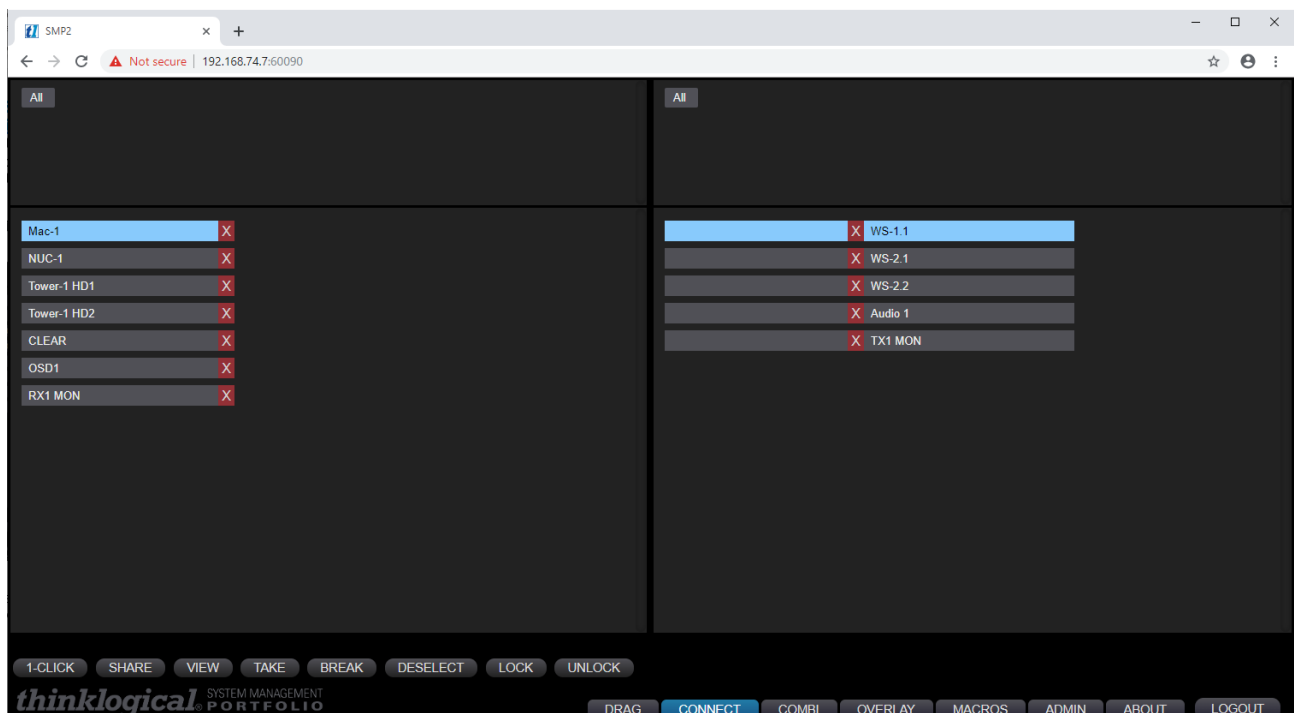 SMP2
Not secure | 192.168.74.7:60090
All
All
Mac-1 X
NUC-1 X
Tower-1 HD1 X
Tower-1 HD2 X
CLEAR X
OSD1 X
RX1 MON X
X WS-1.1
X WS-2.1
X WS-2.2
X Audio 1
X TX1 MON
1-CLICK SHARE VIEW TAKE BREAK DESELECT LOCK UNLOCK
thinklogical® SYSTEM MANAGEMENT
PORTFOLIO
DRAG CONNECT COMBI OVERLAY MACROS ADMIN ABOUT LOGOUT